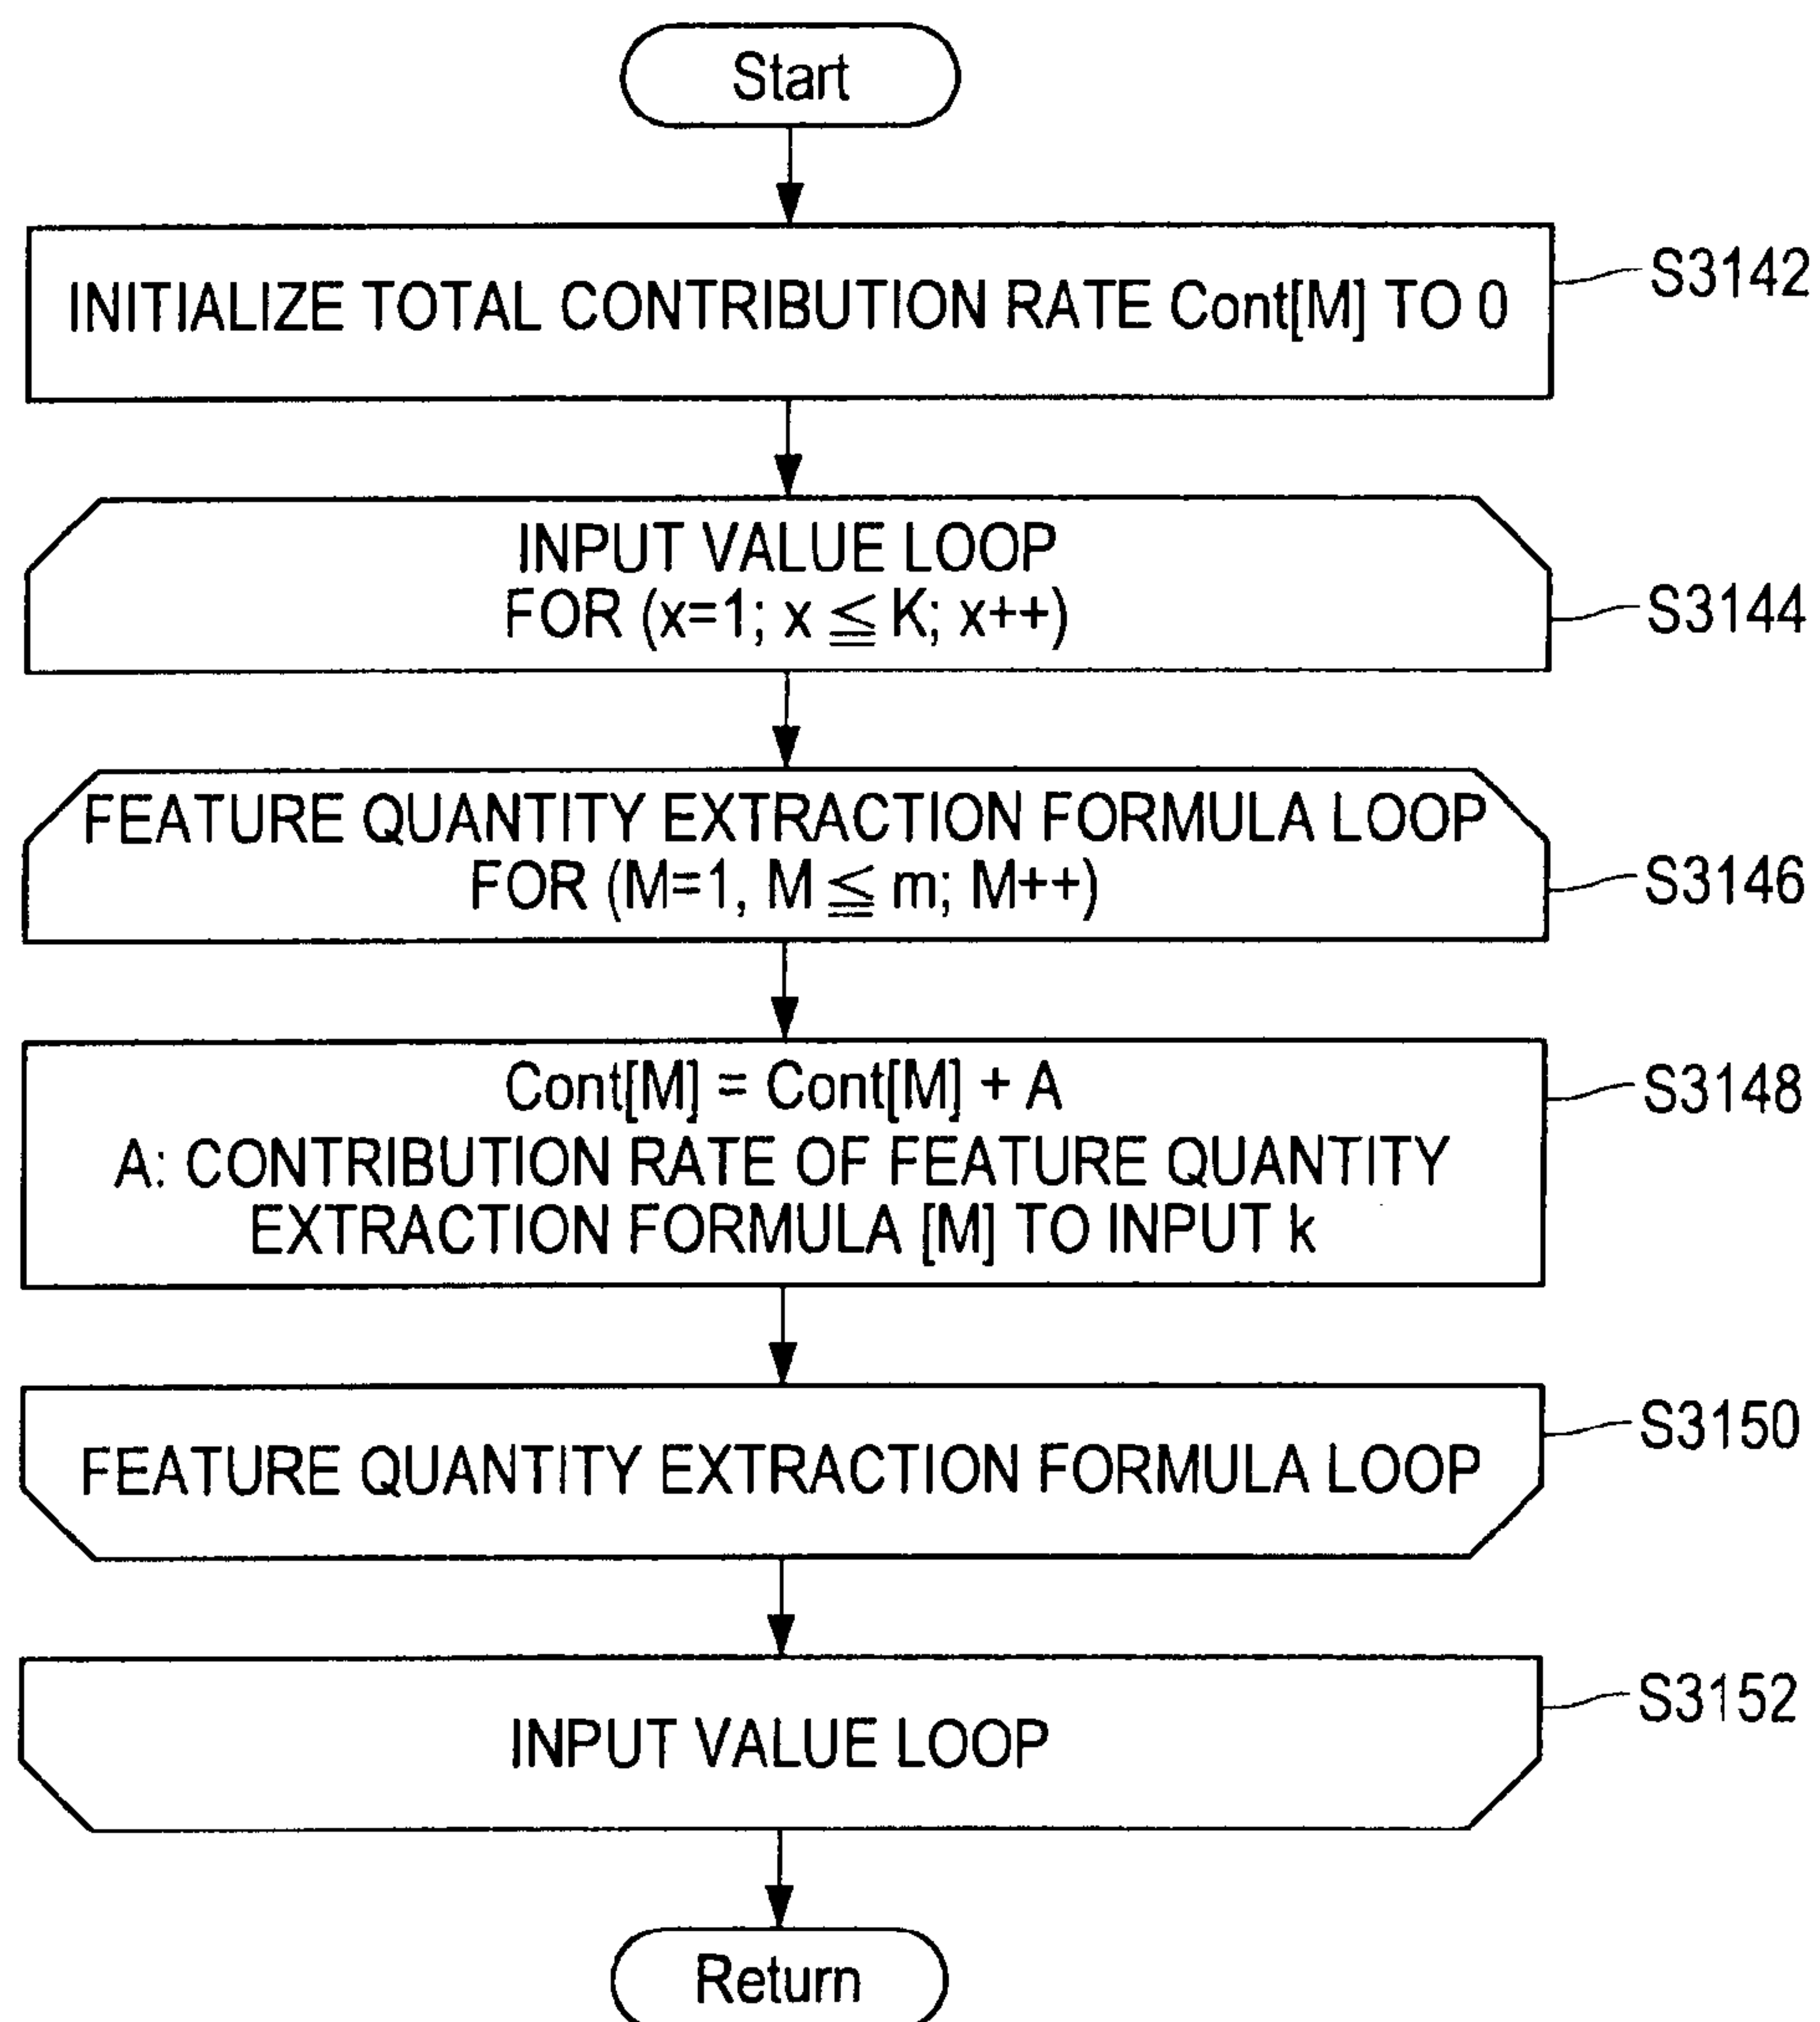 Start
INITIALIZE TOTAL CONTRIBUTION RATE Cont[M] TO 0
S3142
INPUT VALUE LOOP
FOR (x=1; x ≦ K; x++)
S3144
FEATURE QUANTITY EXTRACTION FORMULA LOOP
FOR (M=1, M ≦ m; M++)
S3146
Cont[M] = Cont[M] + A
S3148
A: CONTRIBUTION RATE OF FEATURE QUANTITY
EXTRACTION FORMULA [M] TO INPUT k
S3150
FEATURE QUANTITY EXTRACTION FORMULA LOOP
S3152
INPUT VALUE LOOP
Return